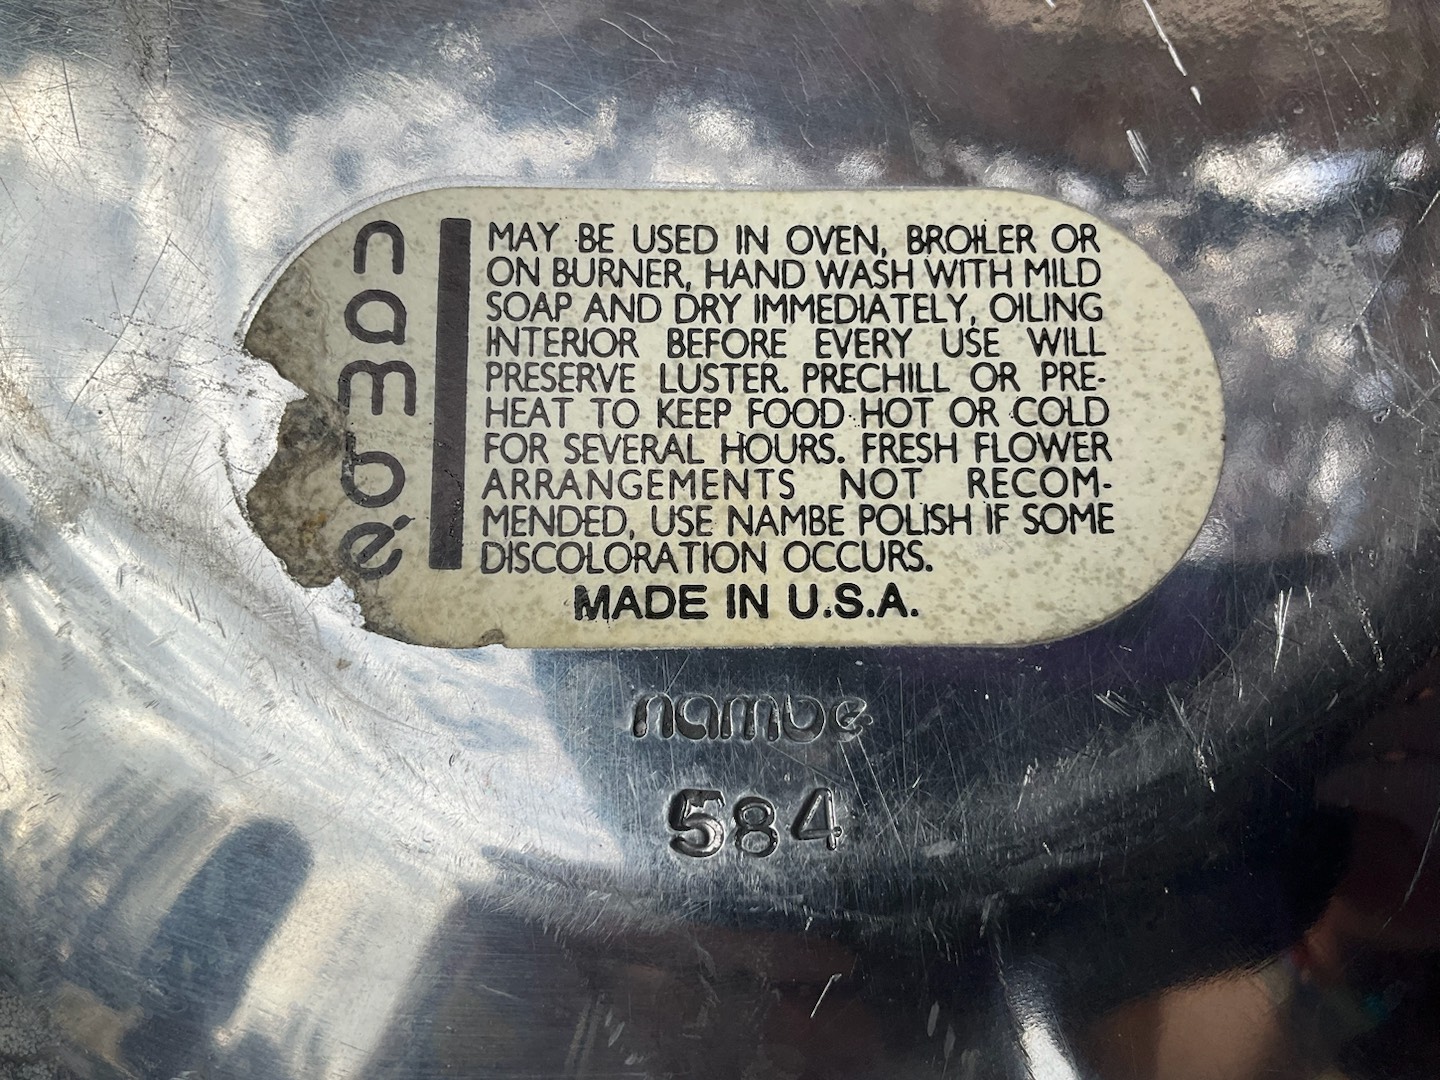 nambé
MAY BE USED IN OVEN, BROILER OR
ON BURNER, HAND WASH WITH MILD
SOAP AND DRY IMMEDIATELY, OILING
INTERIOR BEFORE EVERY USE WILL
PRESERVE LUSTER. PRECHILL OR PRE-
HEAT TO KEEP FOOD HOT OR COLD
FOR SEVERAL HOURS. FRESH FLOWER
ARRANGEMENTS NOT RECOM-
MENDED, USE NAMBE POLISH IF SOME
DISCOLORATION OCCURS.
MADE IN U.S.A.
nambé
584